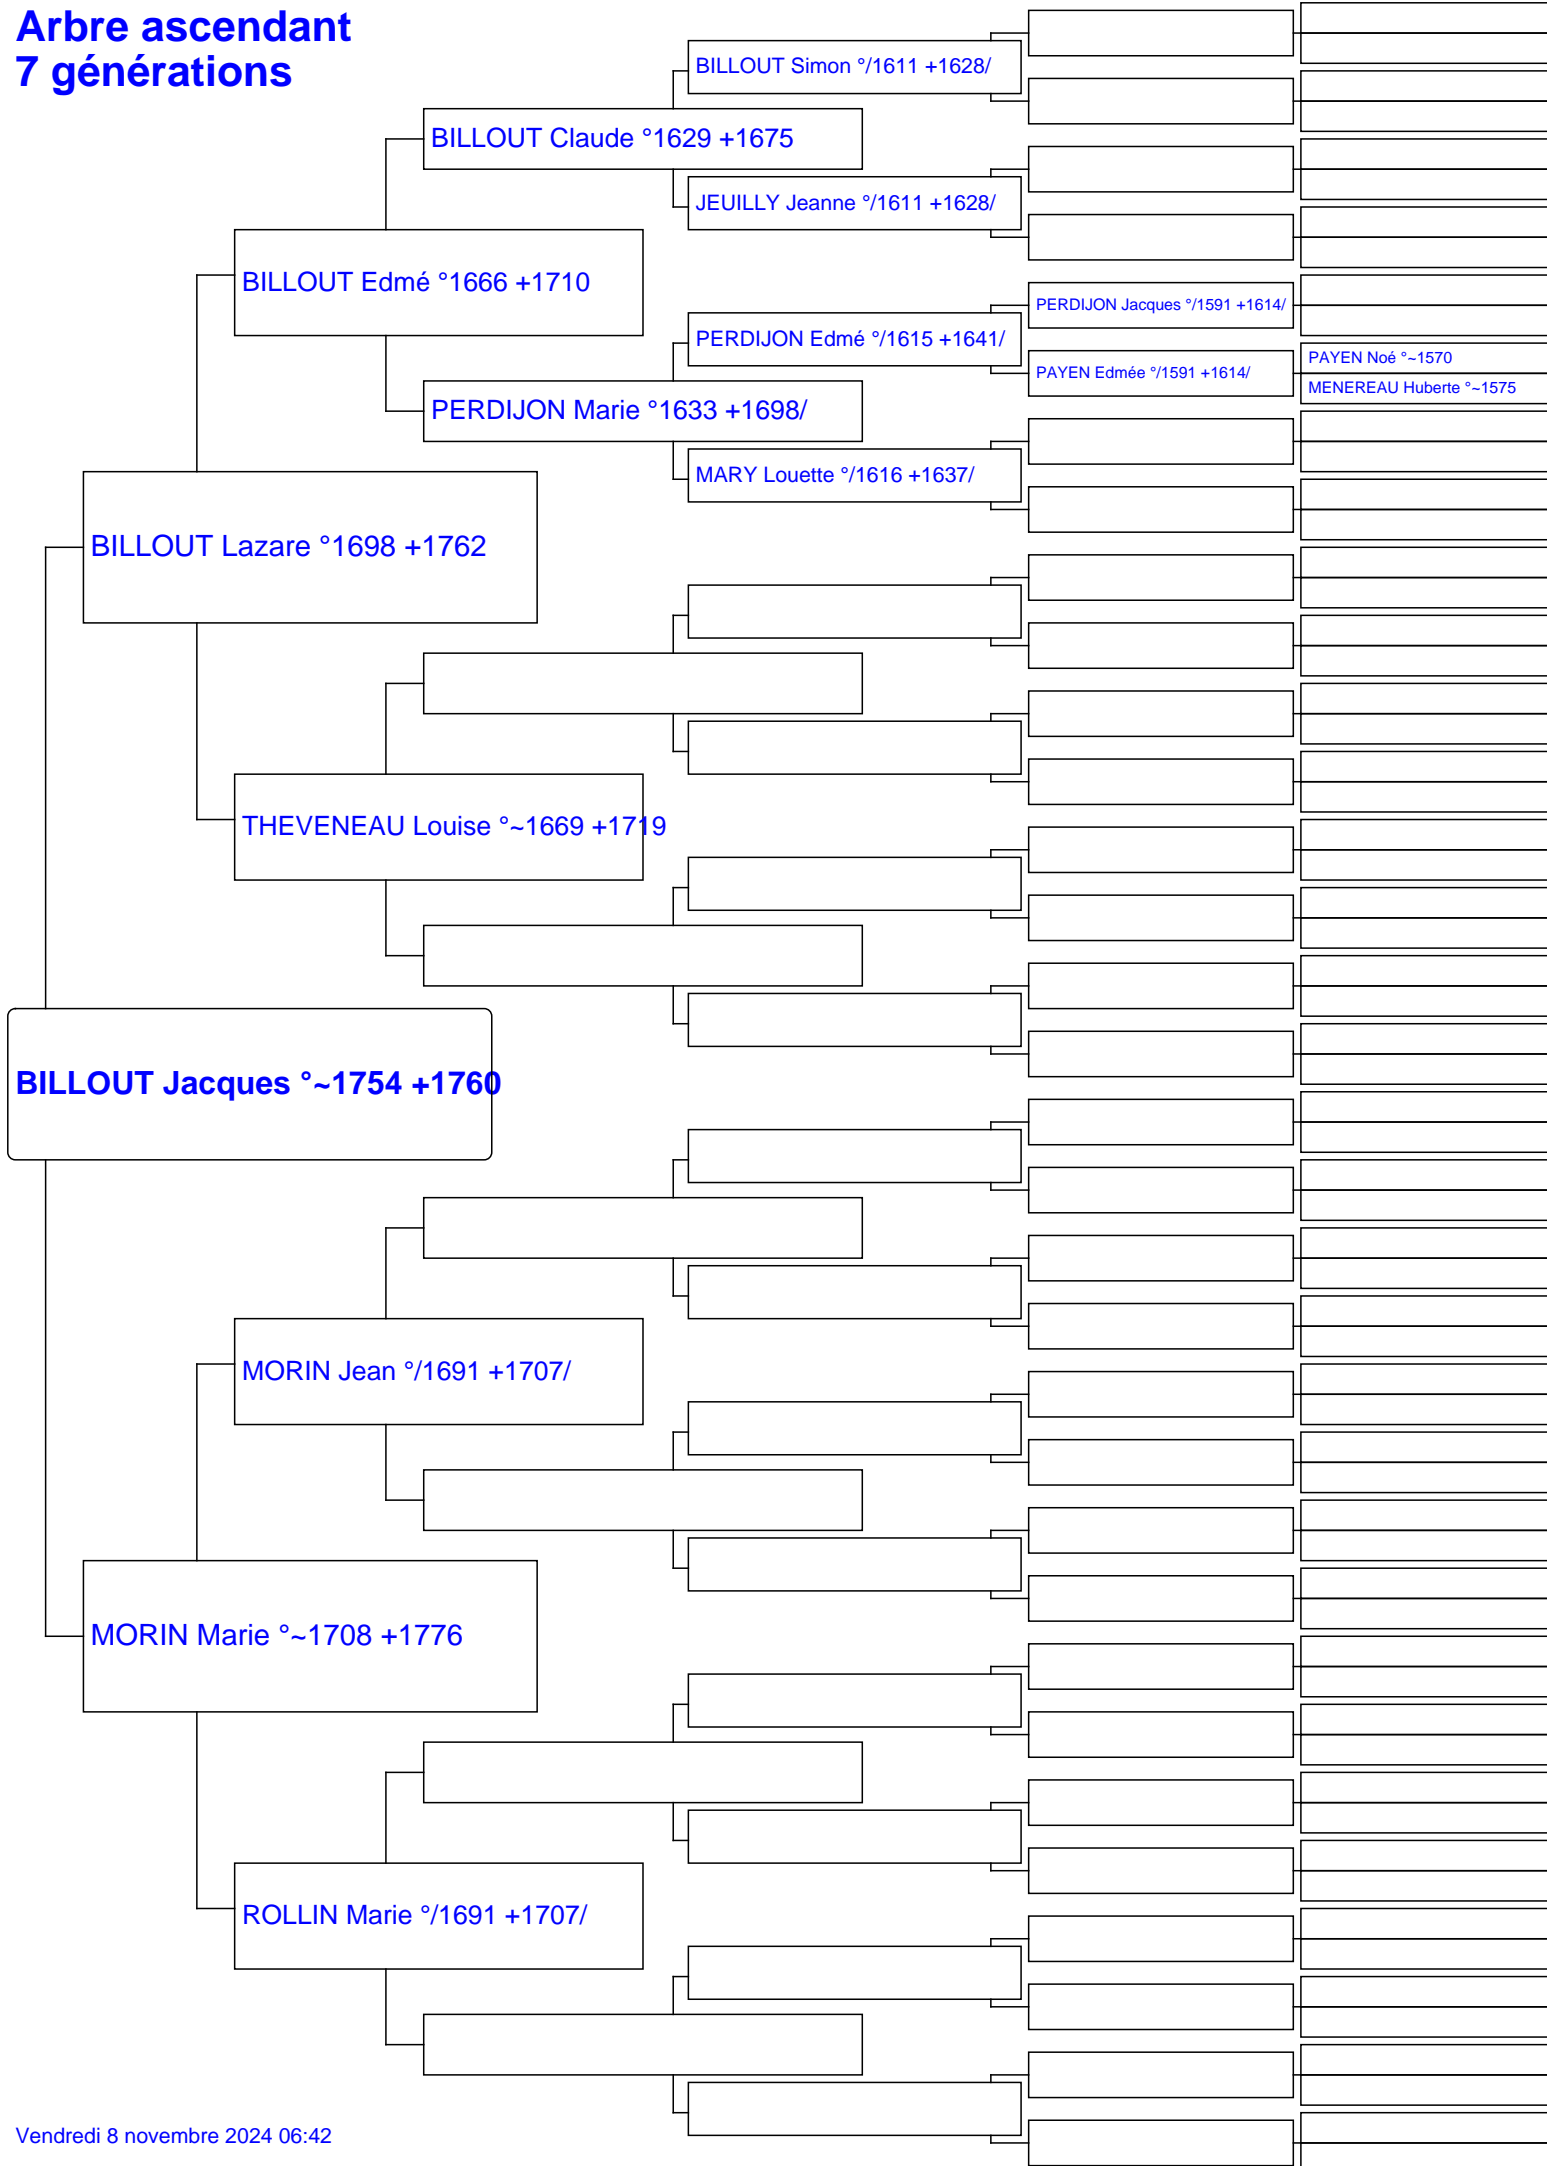 Arbre ascendant
7 générations
BILLOUT Simon °/1611 +1628/
BILLOUT Claude °1629 +1675
JEUILLY Jeanne °/1611 +1628/
BILLOUT Edmé °1666 +1710
PERDIJON Jacques °/1591 +1614/
PERDIJON Edmé °/1615 +1641/
PAYEN Noé °~1570
PAYEN Edmée °/1591 +1614/
MENEREAU Huberte °~1575
PERDIJON Marie °1633 +1698/
MARY Louette °/1616 +1637/
BILLOUT Lazare °1698 +1762
THEVENEAU Louise °~1669 +1719
BILLOUT Jacques °~1754 +1760
MORIN Jean °/1691 +1707/
MORIN Marie °~1708 +1776
ROLLIN Marie °/1691 +1707/
Vendredi 8 novembre 2024 06:42